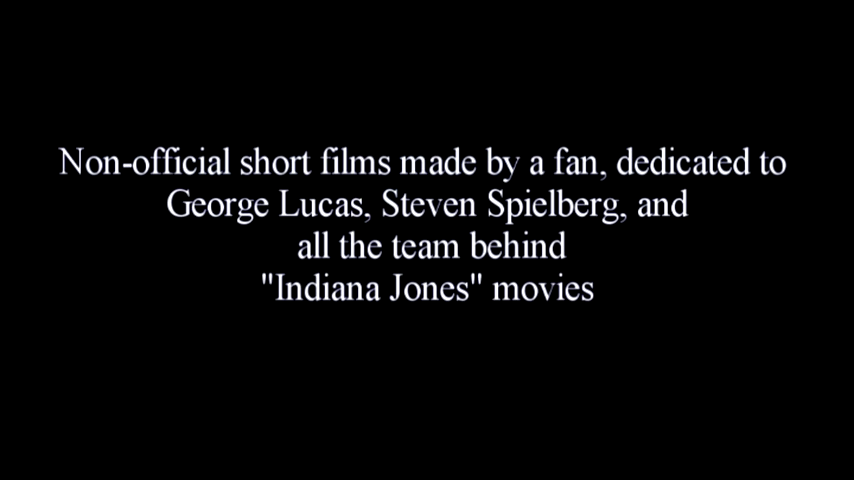 Non-official short films made by a fan, dedicated to
George Lucas, Steven Spielberg, and
all the team behind
"Indiana Jones" movies